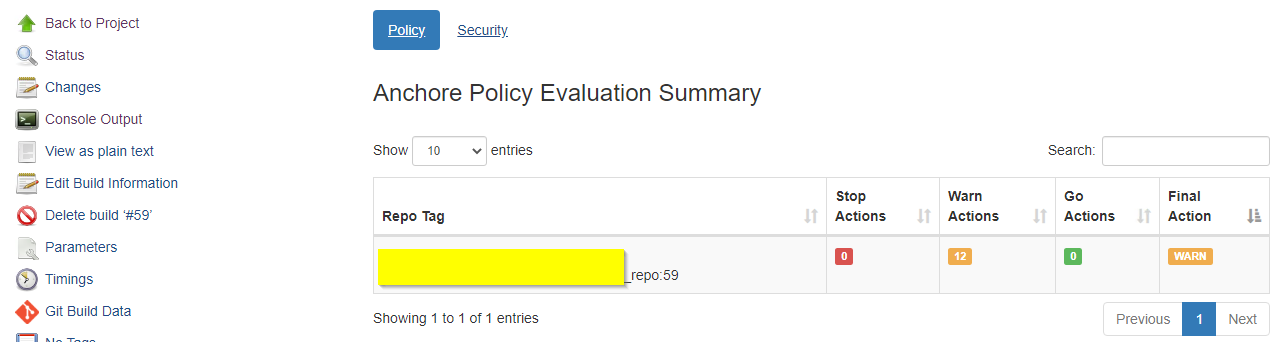 Back to Project
Status
Changes
Console Output
View as plain text
Edit Build Information
Delete build ‘#59’
Parameters
Timings
Git Build Data
No Tags
Policy Security
Anchore Policy Evaluation Summary
Show 10 entries Search:
Repo Tag Stop Actions Warn Actions Go Actions Final Action
_repo:59 0 12 0 WARN
Showing 1 to 1 of 1 entries Previous 1 Next